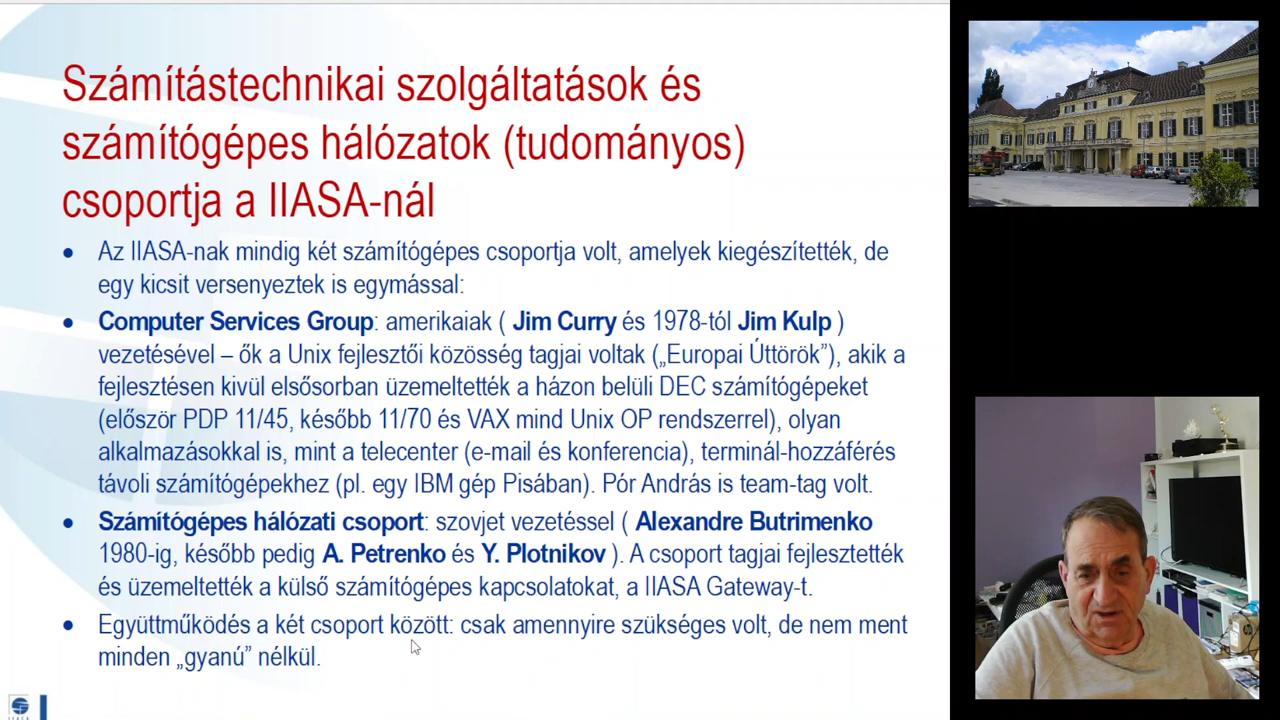 Számítástechnikai szolgáltatások és
számítógépes hálózatok (tudományos)
csoportja a IIASA-nál
• Az IIASA-nak mindig két számítógépes csoportja volt, amelyek kiegészítették, de
egy kicsit versenyeztek is egymással:
• Computer Services Group: amerikaiak ( Jim Curry és 1978-tól Jim Kulp )
vezetésével – ők a Unix fejlesztői közösség tagjai voltak („Europai Úttörök”), akik a
fejlesztésen kivül elsősorban üzemeltették a házon belüli DEC számítógépeket
(először PDP 11/45, később 11/70 és VAX mind Unix OP rendszerrel), olyan
alkalmazásokkal is, mint a telecenter (e-mail és konferencia), terminál-hozzáférés
távoli számítógépekhez (pl. egy IBM gép Pisában). Pór András is team-tag volt.
• Számítógépes hálózati csoport: szovjet vezetéssel ( Alexandre Butrimenko
1980-ig, később pedig A. Petrenko és Y. Plotnikov ). A csoport tagjai fejlesztették
és üzemeltették a külső számítógépes kapcsolatokat, a IIASA Gateway-t.
• Együttműködés a két csoport között: csak amennyire szükséges volt, de nem ment
minden „gyanú” nélkül.
IIASA